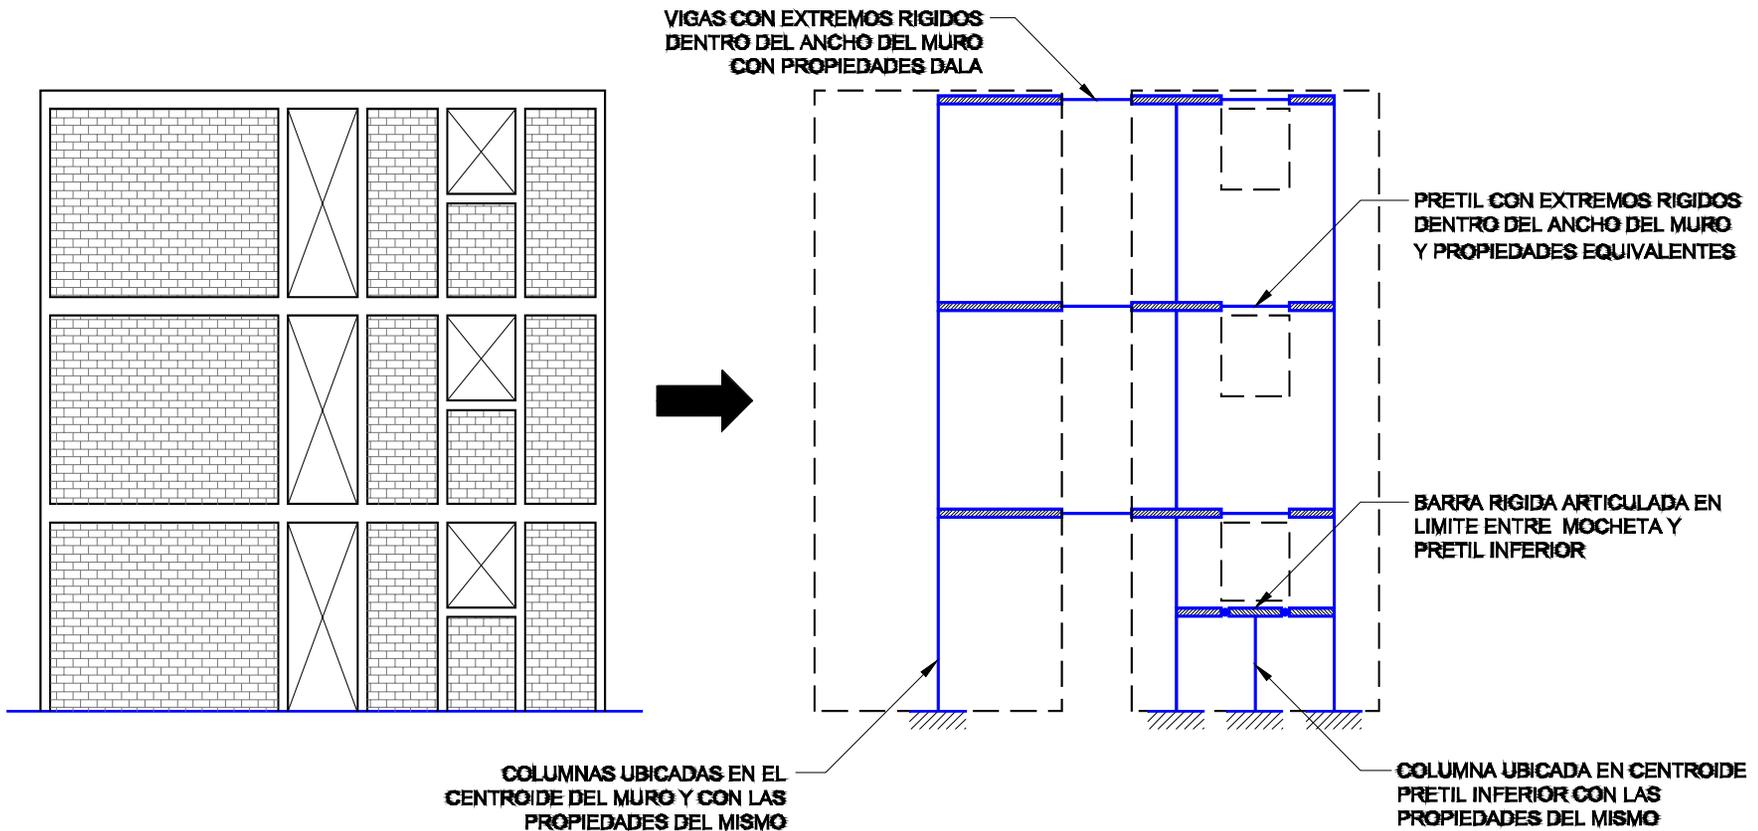 VIGAS CON EXTREMOS RIGIDOS
DENTRO DEL ANCHO DEL MURO
CON PROPIEDADES DALA
PRETIL CON EXTREMOS RIGIDOS
DENTRO DEL ANCHO DEL MURO
Y PROPIEDADES EQUIVALENTES
BARRA RIGIDA ARTICULADA EN
LIMITE ENTRE MOCHETA Y
PRETIL INFERIOR
COLUMNAS UBICADAS EN EL
CENTROIDE DEL MURO Y CON LAS
PROPIEDADES DEL MISMO
COLUMNA UBICADA EN CENTROIDE
PRETIL INFERIOR CON LAS
PROPIEDADES DEL MISMO